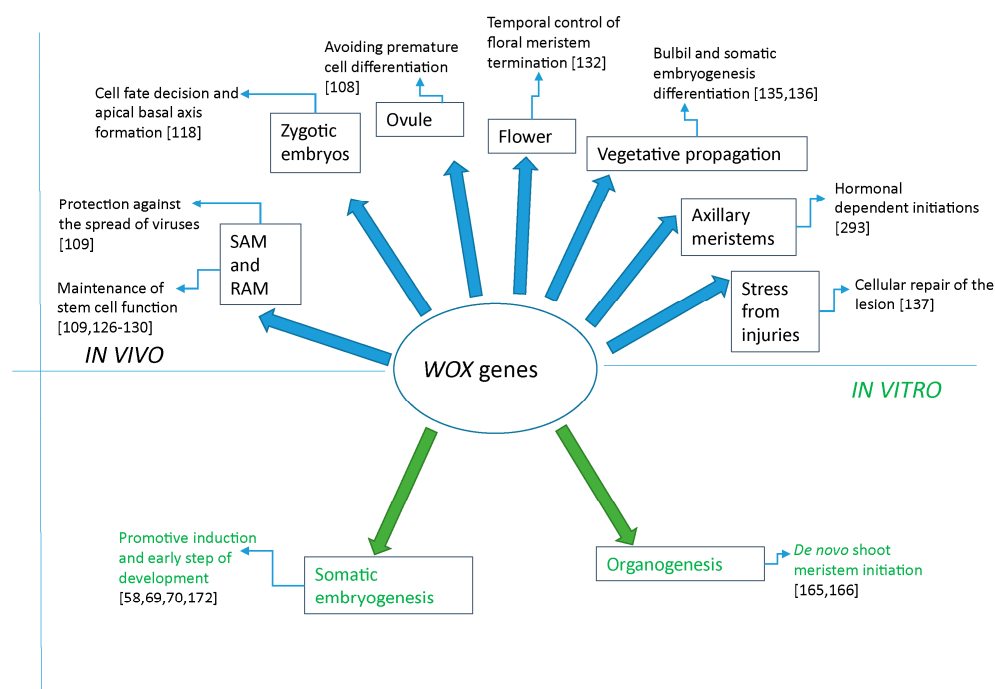 Temporal control of
floral meristem
termination [132]
Avoiding premature
cell differentiation
[108]
Bulbil and somatic
embryogenesis
differentiation [135,136]
Cell fate decision and
apical basal axis
formation [118]
Zygotic
embryos
Ovule
Flower
Vegetative propagation
Protection against
the spread of viruses
[109]
SAM
and
RAM
Axillary
meristems
Hormonal
dependent initiations
[293]
Maintenance of
stem cell function
[109,126-130]
Stress
from
injuries
Cellular repair of the
lesion [137]
IN VIVO
WOX genes
IN VITRO
Promotive induction
and early step of
development
[58,69,70,172]
Somatic
embryogenesis
Organogenesis
De novo shoot
meristem initiation
[165,166]